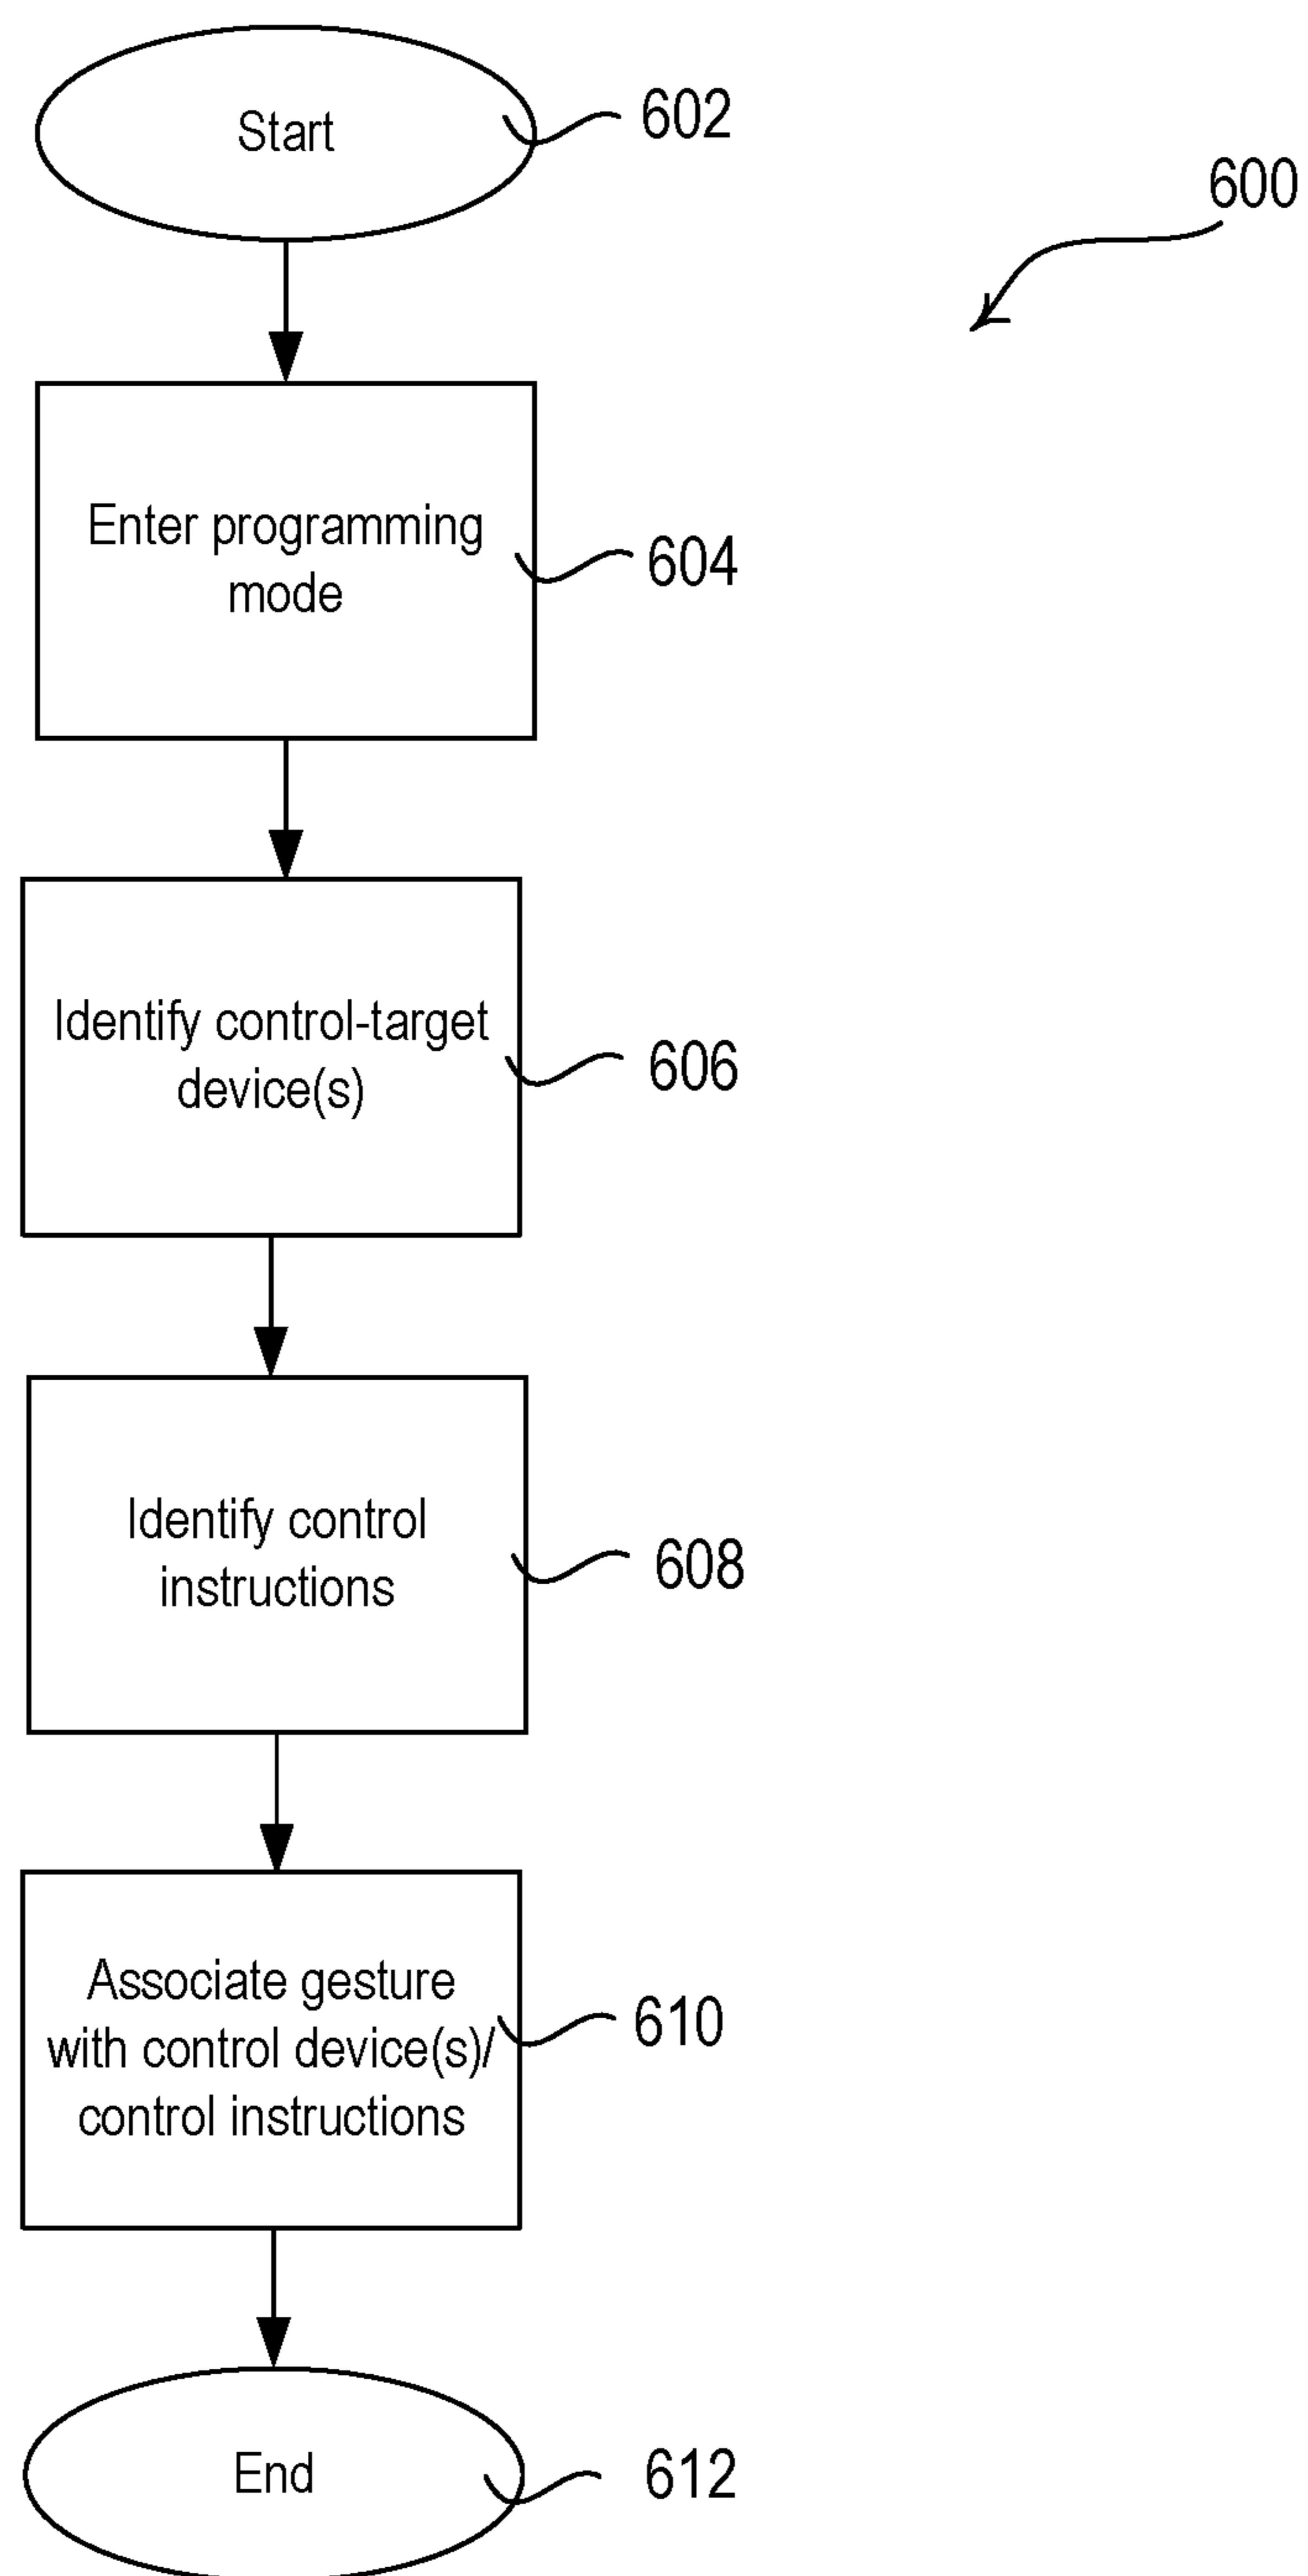 Start
602
600
Enter programming
mode
604
Identify control-target
device(s)
606
Identify control
instructions
608
Associate gesture
with control device(s)/
control instructions
610
End
612